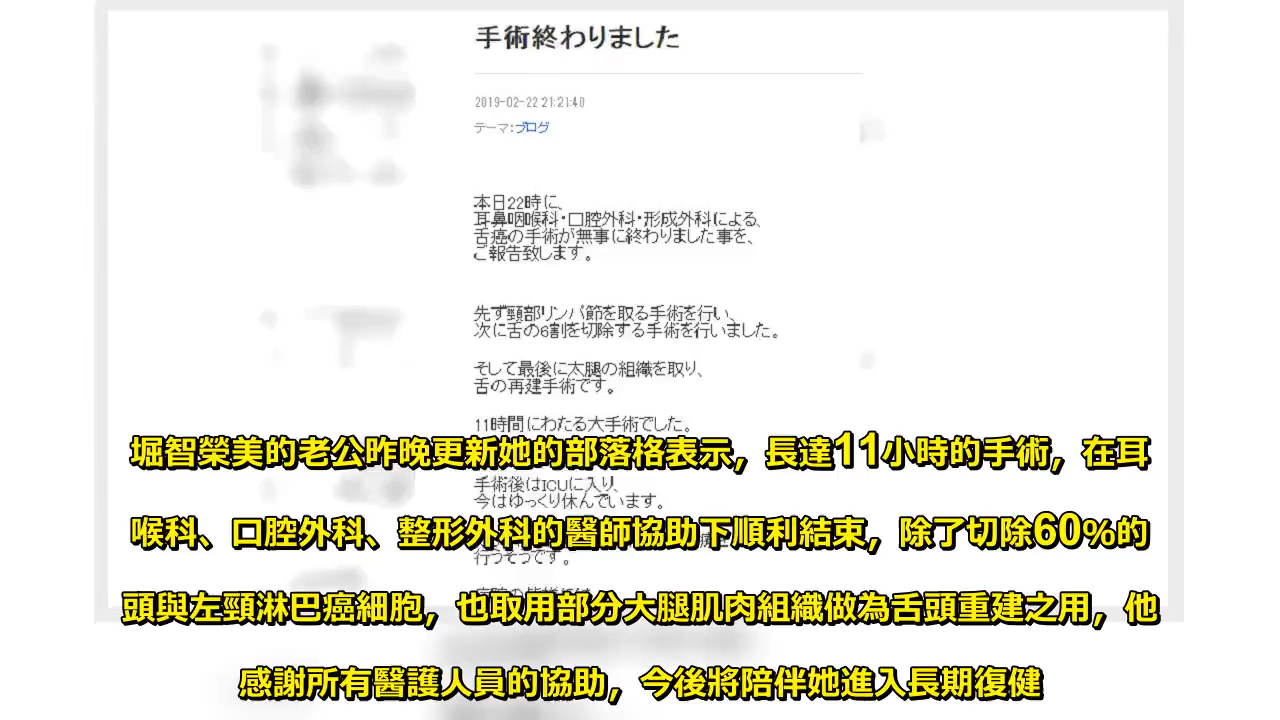 手術終わりました
2019-02-22 21:21:40
テーマ:ブログ
本日22時に、
耳鼻咽喉科・口腔外科・形成外科による、
舌癌の手術が無事に終わりました事を、
ご報告致します。
先ず頸部リンパ節を取る手術を行い、
次に舌の6割を切除する手術を行いました。
そして最後に太腿の組織を取り、
舌の再建手術です。
11時間にわたる大手術でした。
堀智榮美的老公昨晚更新她的部落格表示，長達11小時的手術，在耳
手術後はICUに入り、
今はゆっくり休んでいます。
喉科、口腔外科、整形外科的醫師協助下順利結束，除了切除60%的
行うそうです。
頭與左頸淋巴癌細胞，也取用部分大腿肌肉組織做為舌頭重建之用，他
感謝所有醫護人員的協助，今後將陪伴她進入長期復健